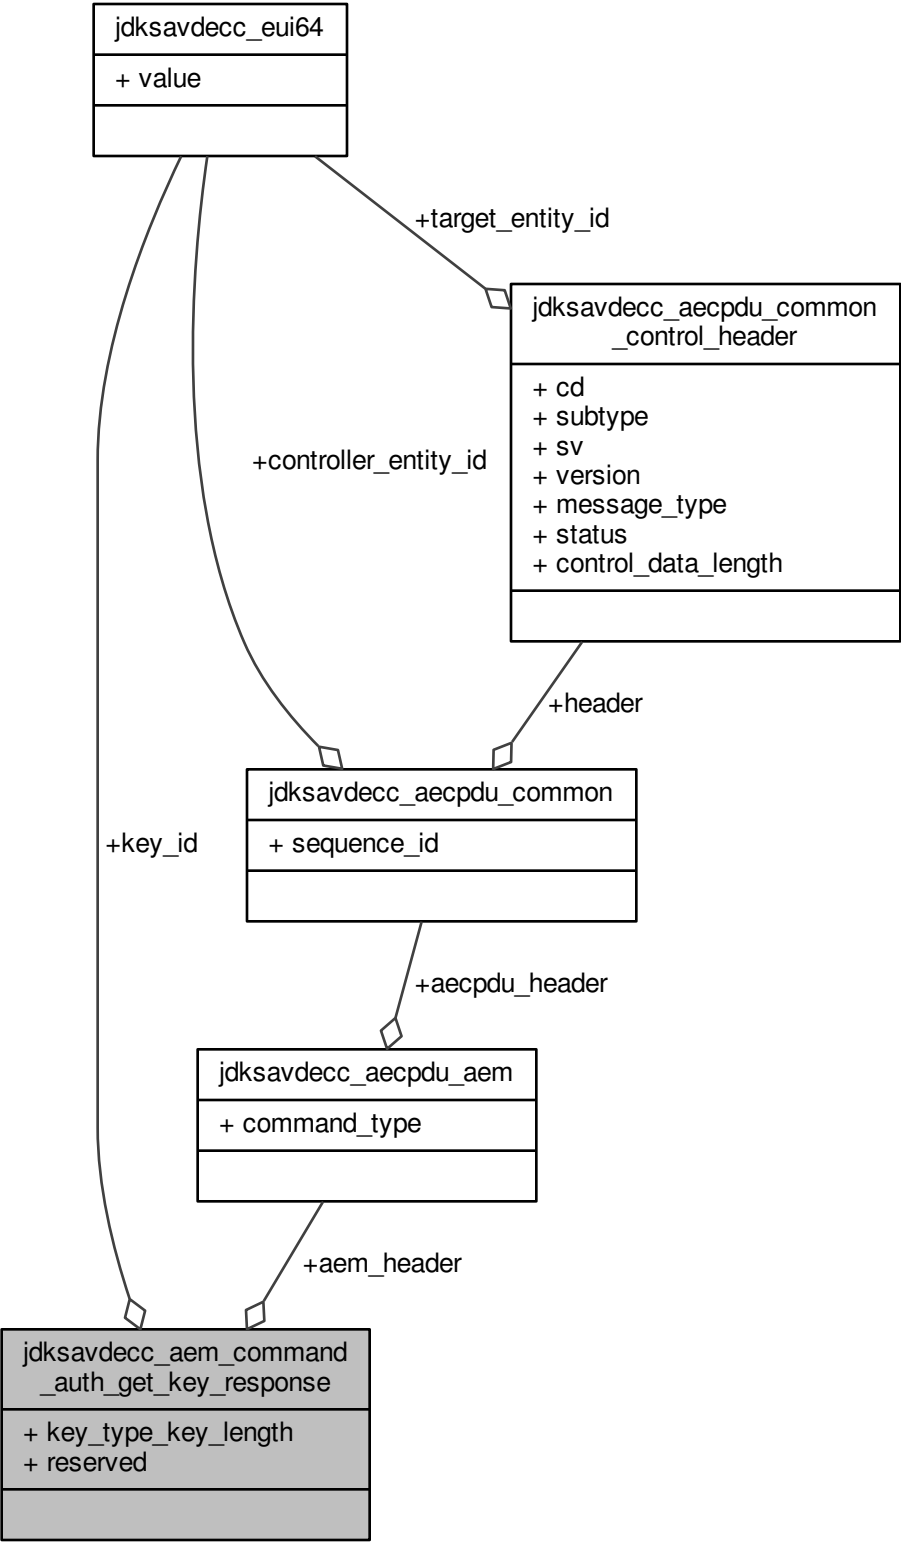 jdksavdecc_eui64
+ value
+target_entity_id
jdksavdecc_aecpdu_common
_control_header
+ cd
+ subtype
+ sv
+ version
+ message_type
+ status
+ control_data_length
+controller_entity_id
+header
jdksavdecc_aecpdu_common
+ sequence_id
+key_id
+aecpdu_header
jdksavdecc_aecpdu_aem
+ command_type
+aem_header
jdksavdecc_aem_command
_auth_get_key_response
+ key_type_key_length
+ reserved